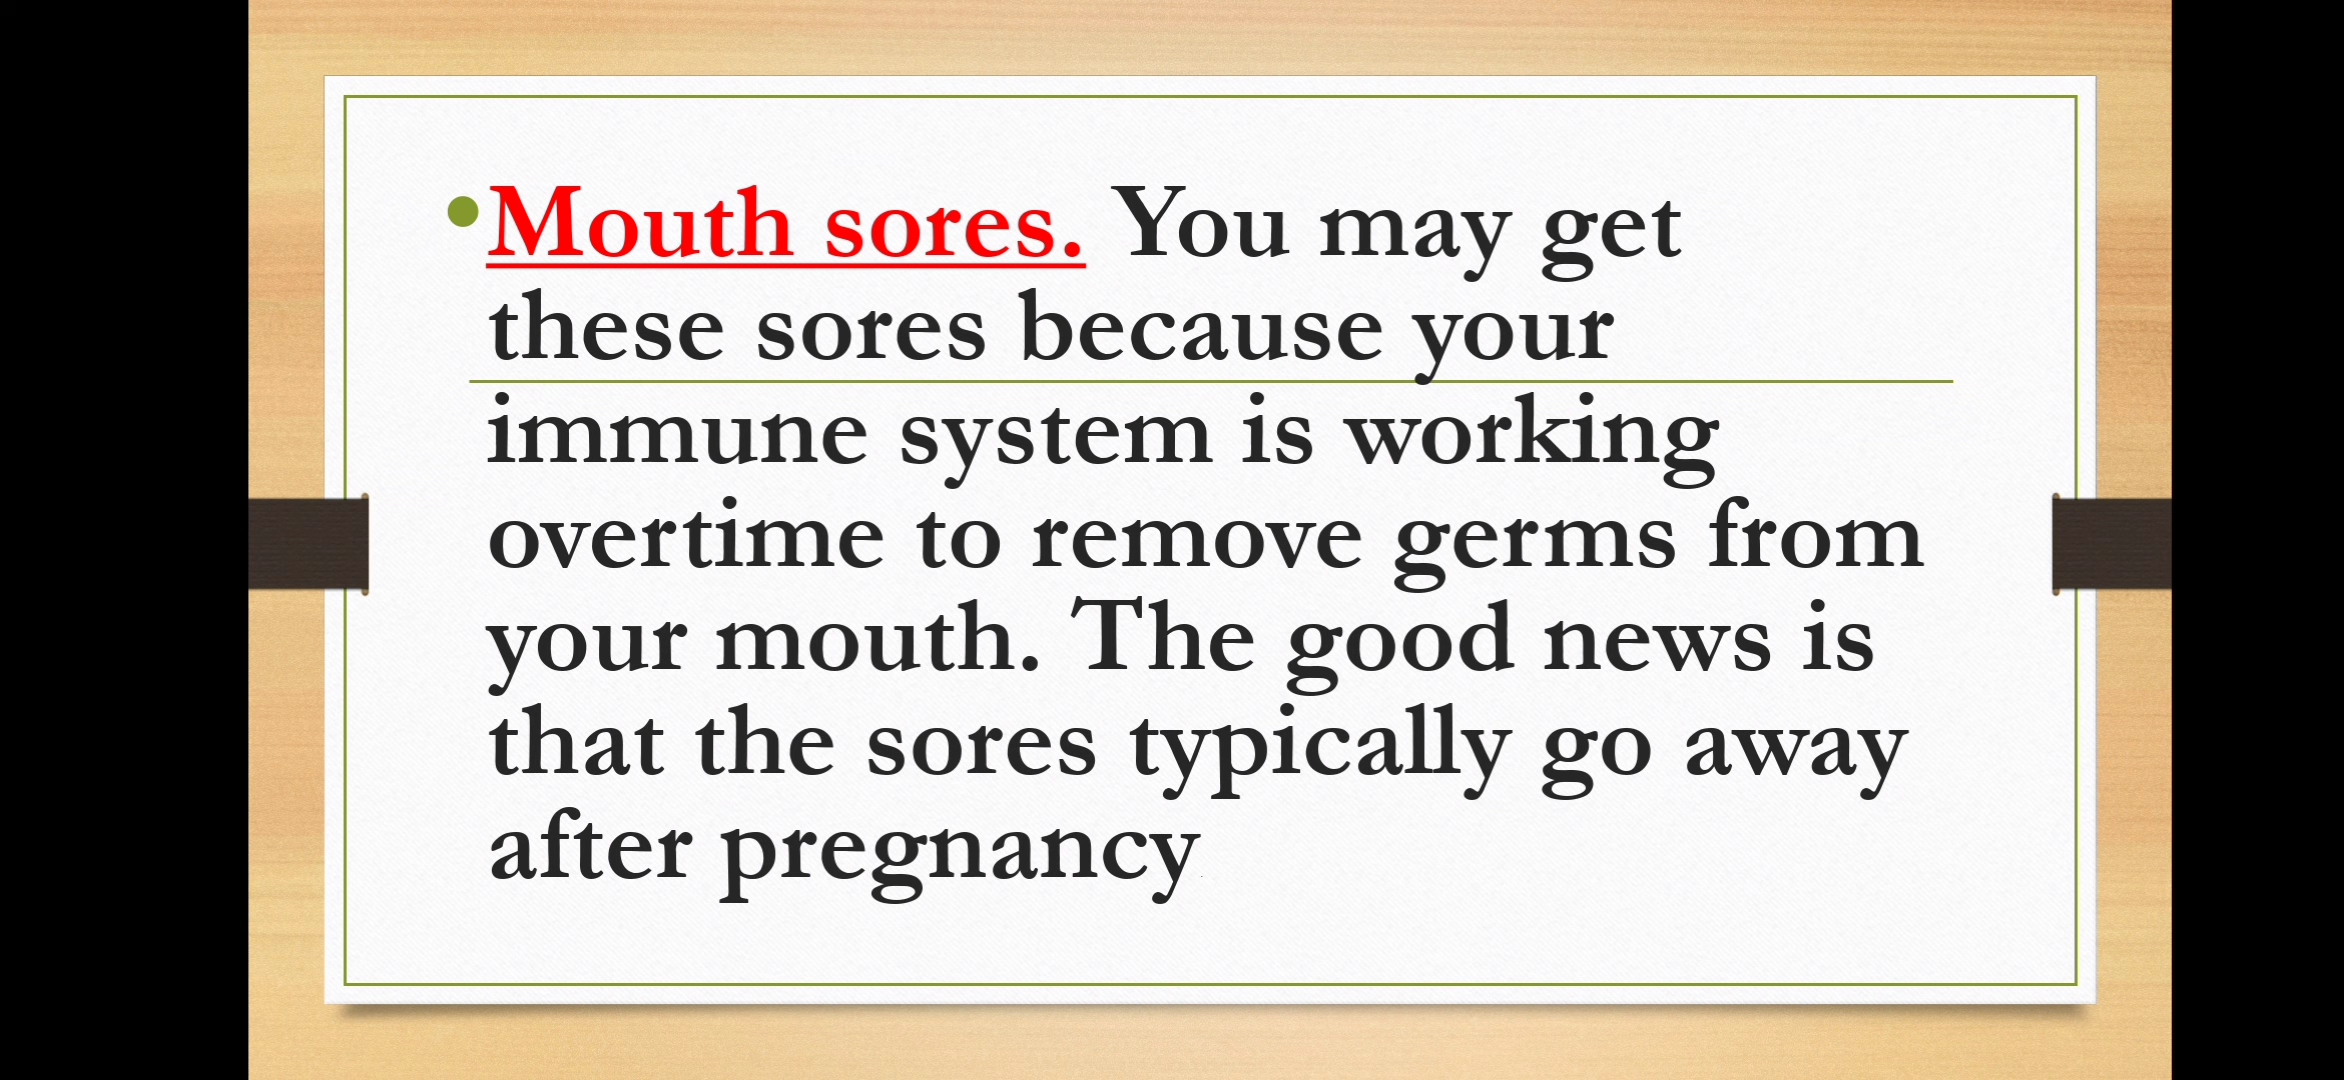 •Mouth sores. You may get
these sores because your
immune system is working
overtime to remove germs from
your mouth. The good news is
that the sores typically go away
after pregnancy.